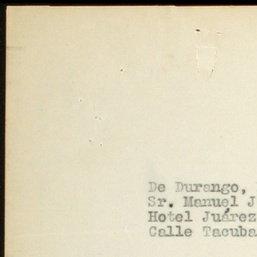 De Durango,
Sr. Manuel J
Hotel Juárez
Calle Tacuba